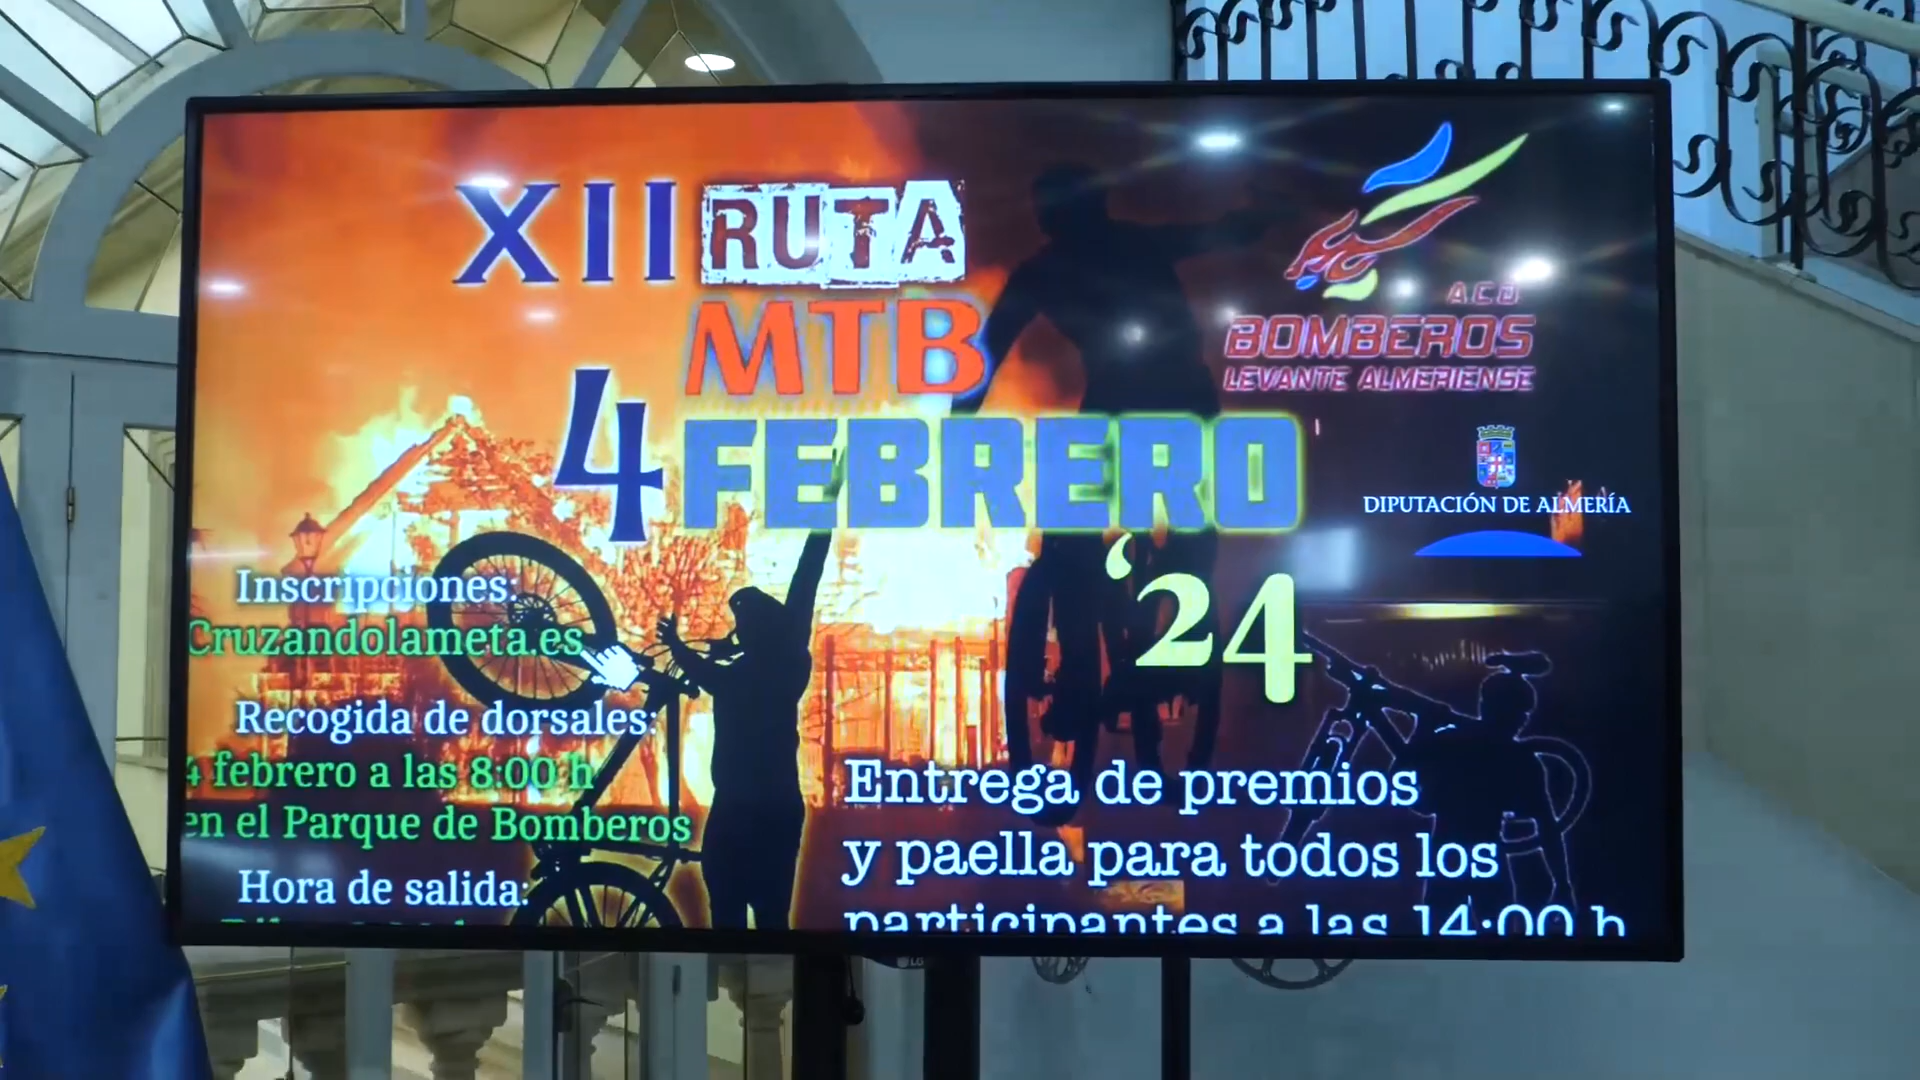 XII RUTA
MTB
4 FEBRERO
‘24
A.C.D
BOMBEROS
LEVANTE ALMERIENSE
DIPUTACIÓN DE ALMERÍA
Inscripciones:
Cruzandolameta.es
Recogida de dorsales:
4 febrero a las 8:00 h
en el Parque de Bomberos
Hora de salida:
Entrega de premios
y paella para todos los
participantes a las 14:00 h
LG